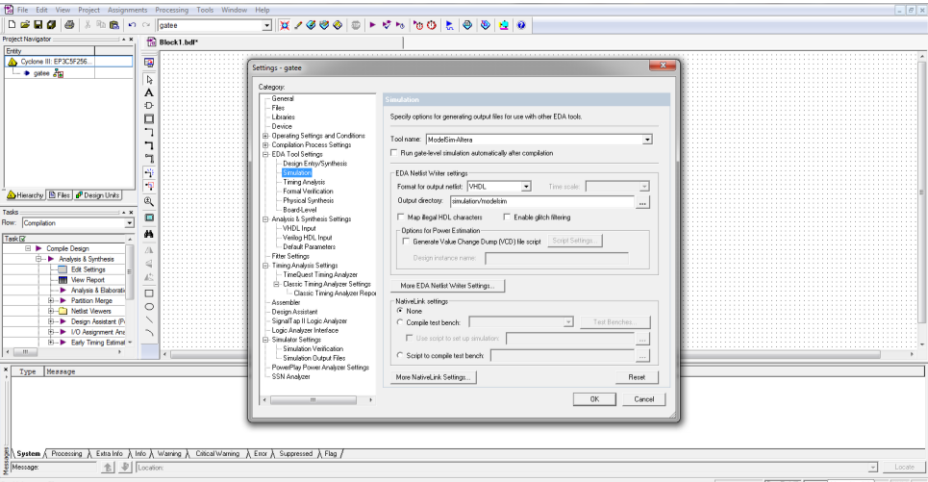 File Edit View Project Assignments Processing Tools Window Help
gatee
Project Navigator
Block1.bdf*
Entity
Cyclone III: EP3C5F256...
gatee
Hierarchy Files Design Units
Tasks
Flow: Compilation
Task
Compile Design
Analysis & Synthesis
Edit Settings
View Report
Analysis & Elaborati
Partition Merge
Netlist Viewers
Design Assistant (P
I/O Assignment Ana
Early Timing Estimat
Settings - gatee
Category:
General
Files
Libraries
Device
Operating Settings and Conditions
Compilation Process Settings
EDA Tool Settings
Design Entry/Synthesis
Simulation
Timing Analysis
Formal Verification
Physical Synthesis
Board-Level
Analysis & Synthesis Settings
VHDL Input
Verilog HDL Input
Default Parameters
Fitter Settings
Timing Analysis Settings
TimeQuest Timing Analyzer
Classic Timing Analyzer Settings
Classic Timing Analyzer Repor
Assembler
Design Assistant
SignalTap II Logic Analyzer
Logic Analyzer Interface
Simulator Settings
Simulation Verification
Simulation Output Files
PowerPlay Power Analyzer Settings
SSN Analyzer
Simulation
Specify options for generating output files for use with other EDA tools.
Tool name: ModelSim-Altera
Run gate-level simulation automatically after compilation
EDA Netlist Writer settings
Format for output netlist: VHDL Time scale:
Output directory: simulation/modelsim ...
Map illegal HDL characters Enable glitch filtering
Options for Power Estimation
Generate Value Change Dump (VCD) file script Script Settings...
Design instance name:
More EDA Netlist Writer Settings...
NativeLink settings
None
Compile test bench: Test Benches...
Use script to set up simulation: ...
Script to compile test bench: ...
More NativeLink Settings... Reset
OK Cancel
Type Message
Messages
System Processing Extra Info Info Warning Critical Warning Error Suppressed Flag
Message: Location: Locate